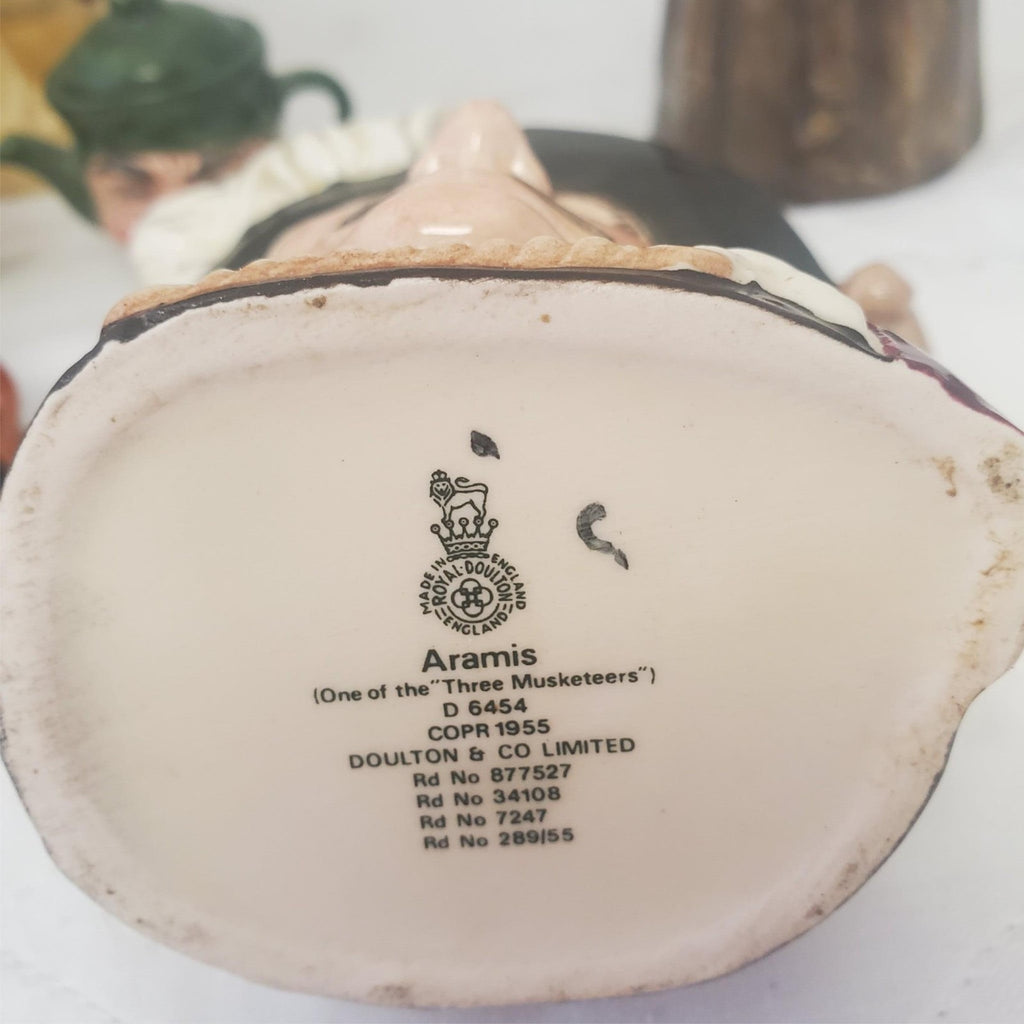 MADE IN ENGLAND
ROYAL·DOULTON
ENGLAND
Aramis
(One of the "Three Musketeers")
D 6454
COPR 1955
DOULTON & CO LIMITED
Rd No 877527
Rd No 34108
Rd No 7247
Rd No 289/55